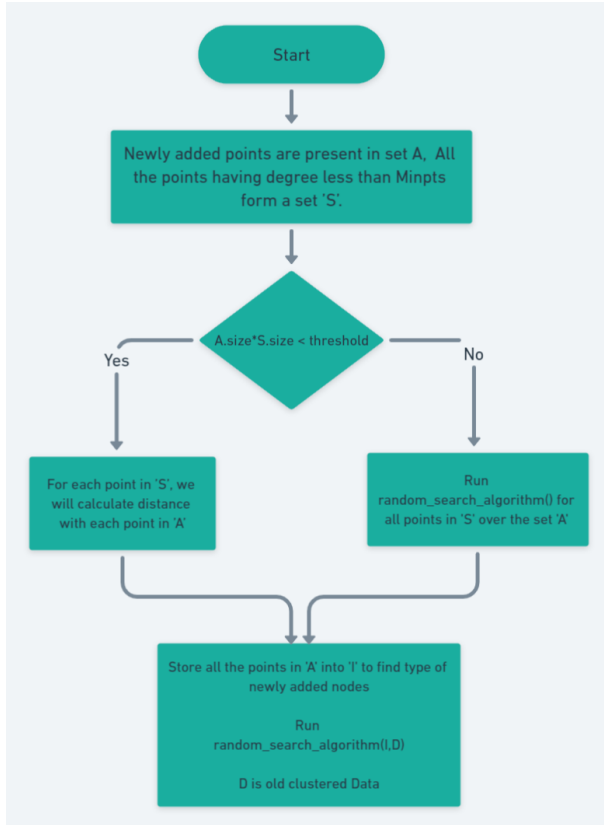 Start
Newly added points are present in set A, All
the points having degree less than Minpts
form a set 'S'.
A.size*S.size < threshold
Yes
No
For each point in 'S', we
will calculate distance
with each point in 'A'
Run
random_search_algorithm() for
all points in 'S' over the set 'A'
Store all the points in 'A' into 'I' to find type of
newly added nodes
Run
random_search_algorithm(I,D)
D is old clustered Data